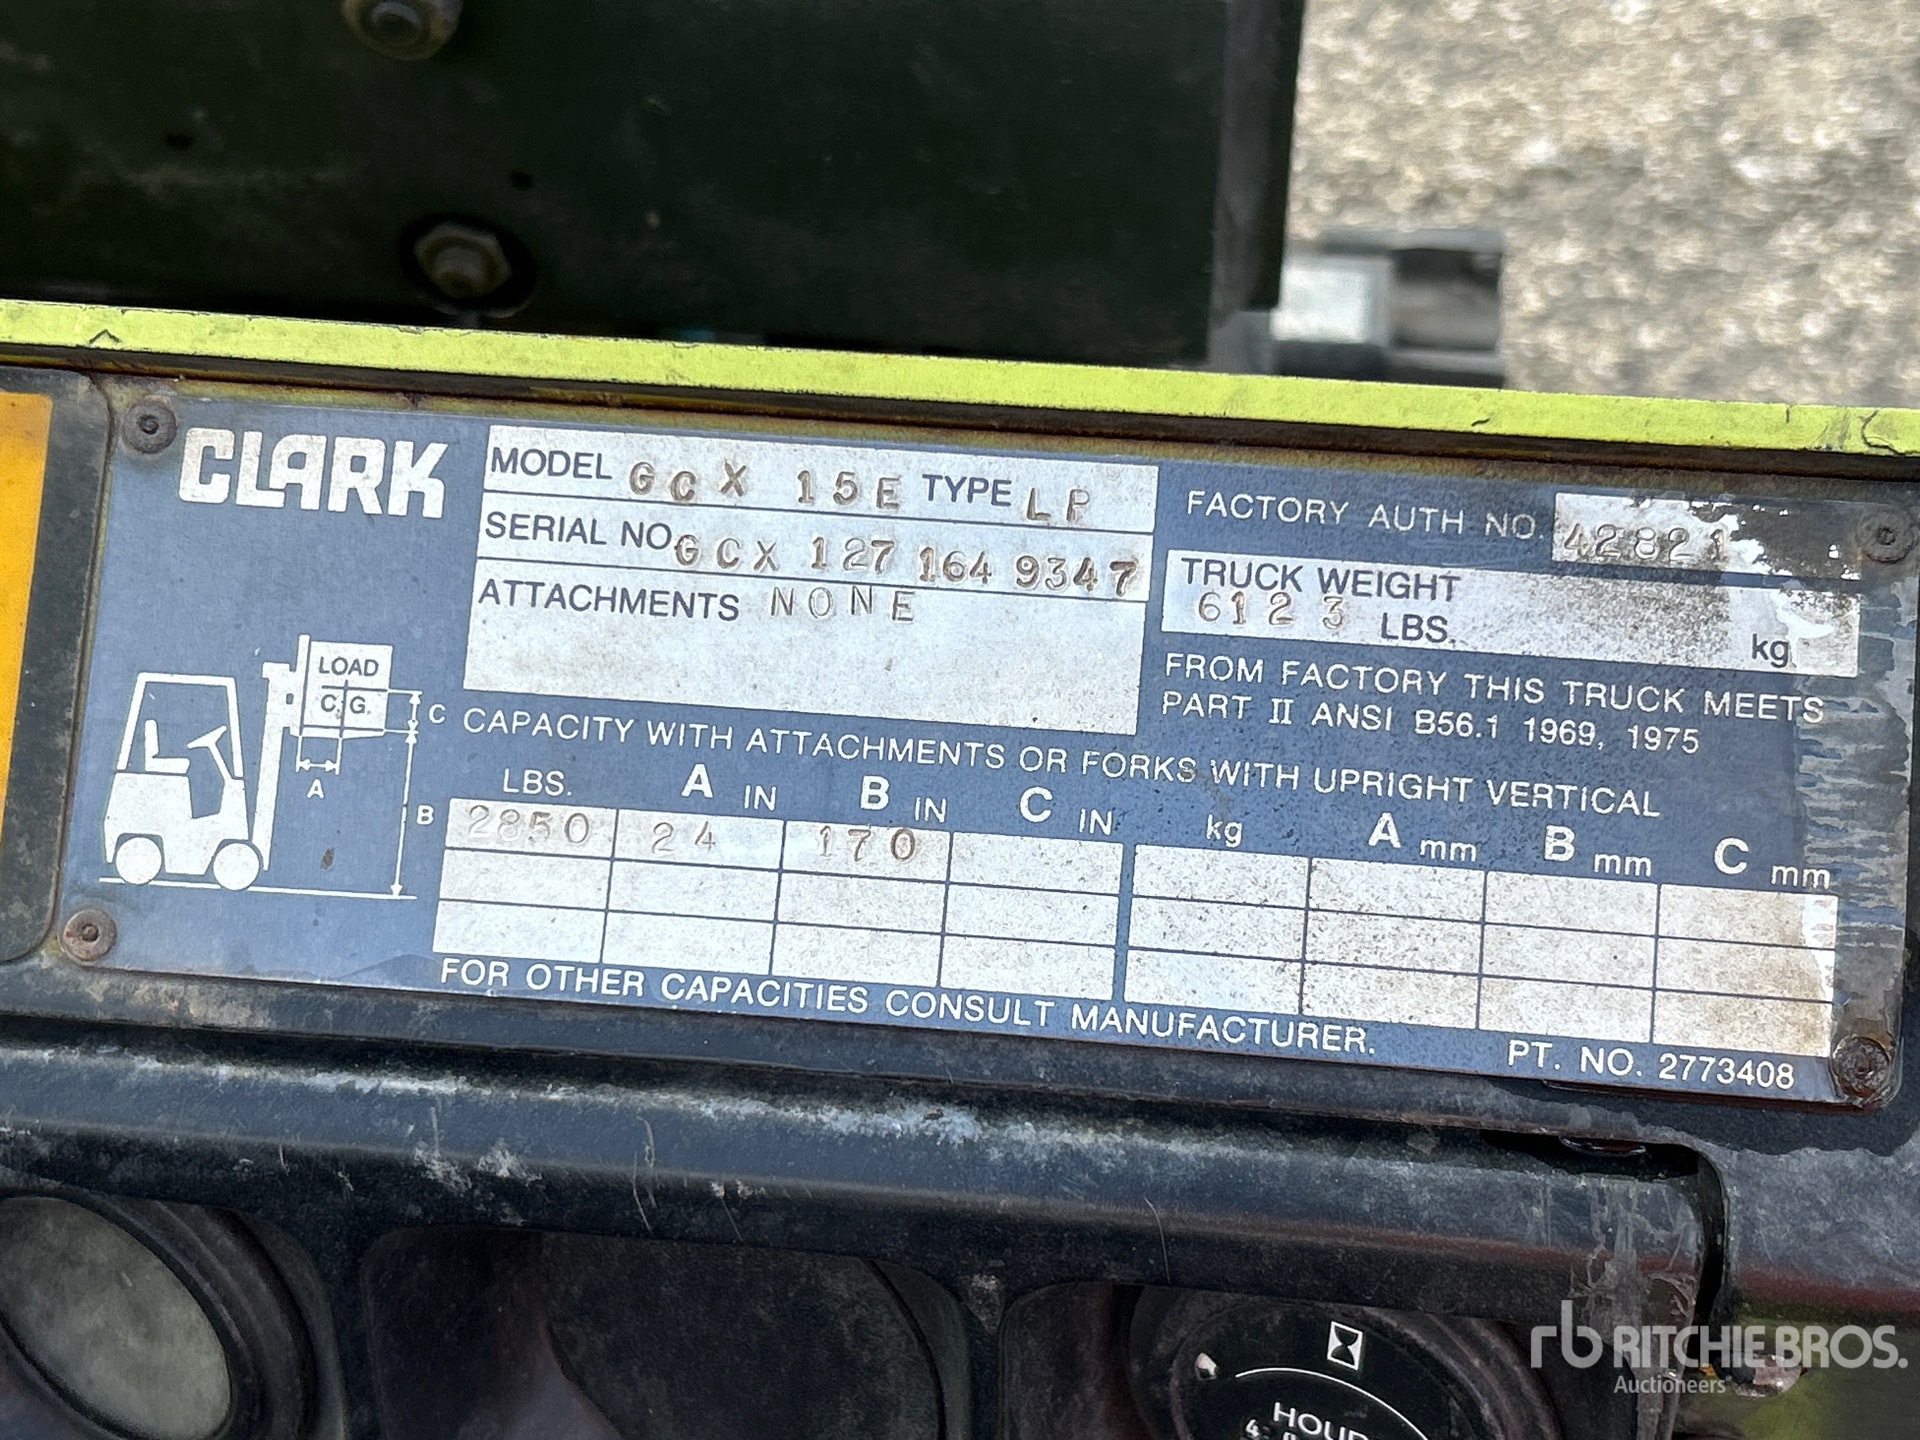 CLARK
MODEL GCX 15E TYPE LP
SERIAL NO GCX 127 164 9347
ATTACHMENTS NONE
FACTORY AUTH NO. 42821
TRUCK WEIGHT
6123 LBS. kg
FROM FACTORY THIS TRUCK MEETS
PART II ANSI B56.1 1969, 1975
LOAD
C.G.
C
A
B
CAPACITY WITH ATTACHMENTS OR FORKS WITH UPRIGHT VERTICAL
LBS. A IN B IN C IN kg A mm B mm C mm
2850 24 170
FOR OTHER CAPACITIES CONSULT MANUFACTURER.
PT. NO. 2773408
rb RITCHIE BROS.
Auctioneers